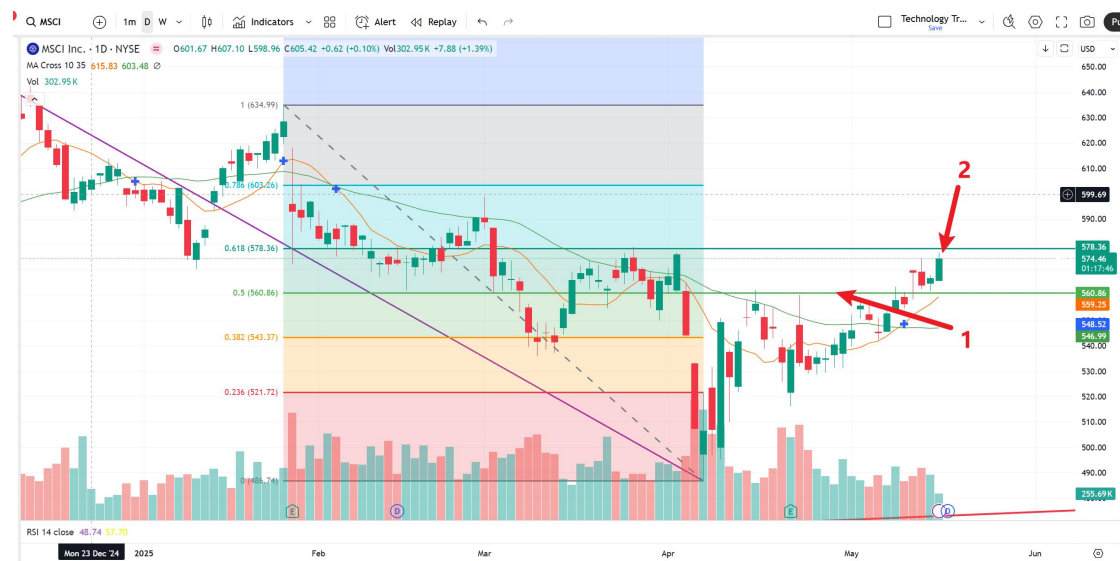 MSCI
1m D W
Indicators
Alert
Replay
Technology Tr...
Save
Pu
MSCI Inc. · 1D · NYSE O601.67 H607.10 L598.96 C605.42 +0.62 (+0.10%) Vol302.95K +7.88 (+1.39%)
USD
MA Cross 10 35 615.83 603.48 ∅
Vol 302.95K
650.00
640.00
1 (634.99)
630.00
620.00
610.00
2
0.786 (603.26)
599.69
590.00
0.618 (578.36)
578.36
574.46
01:17:46
0.5 (560.86)
560.86
559.25
548.52
546.99
1
0.382 (543.37)
540.00
530.00
0.236 (521.72)
520.00
510.00
500.00
490.00
0 (486.74)
255.69K
E
D
E
D
RSI 14 close 48.74 57.70
Mon 23 Dec '24
2025
Feb
Mar
Apr
May
Jun